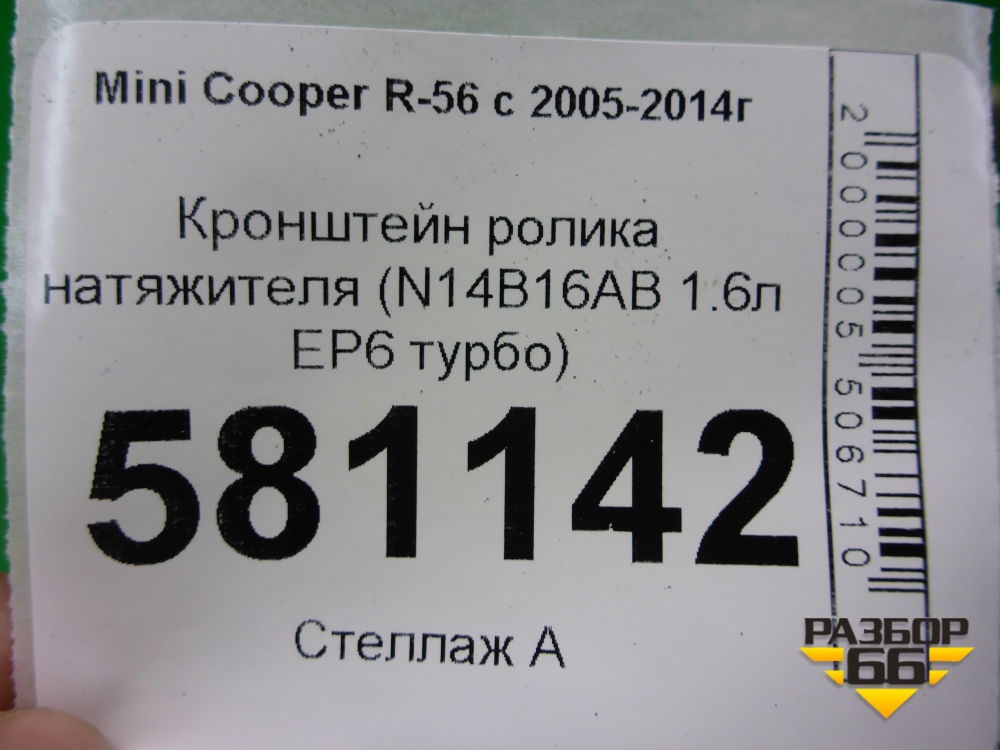 Mini Cooper R-56 с 2005-2014г
Кронштейн ролика
натяжителя (N14B16AB 1.6л
EP6 турбо)
581142
Стеллаж А
2000005506710
РАЗБОР
66